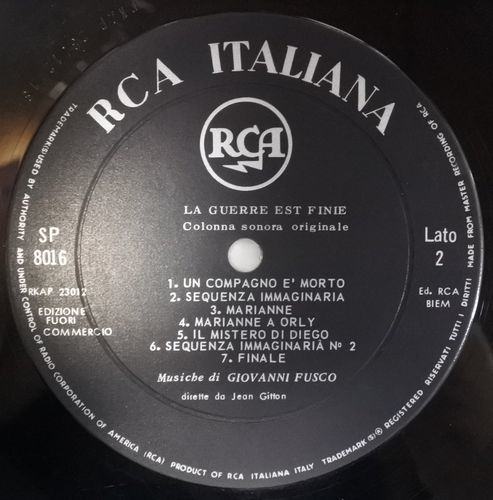 RCA ITALIANA
RCA
LA GUERRE EST FINIE
Colonna sonora originale
SP
8016
Lato
2
RKAP 23012
EDIZIONE
FUORI
COMMERCIO
Ed. RCA
BIEM
1. UN COMPAGNO E' MORTO
2. SEQUENZA IMMAGINARIA
3. MARIANNE
4. MARIANNE A ORLY
5. IL MISTERO DI DIEGO
6. SEQUENZA IMMAGINARIA Nº 2
7. FINALE
Musiche di GIOVANNI FUSCO
dirette da Jean Gitton
TRADEMARK(S) USED BY AUTHORITY AND UNDER CONTROL OF RADIO CORPORATION OF AMERICA (RCA) PRODUCT OF RCA ITALIANA ITALY TRADEMARK(S) ® REGISTERED RISERVATI TUTTI I DIRITTI MADE FROM MASTER RECORDING OF RCA